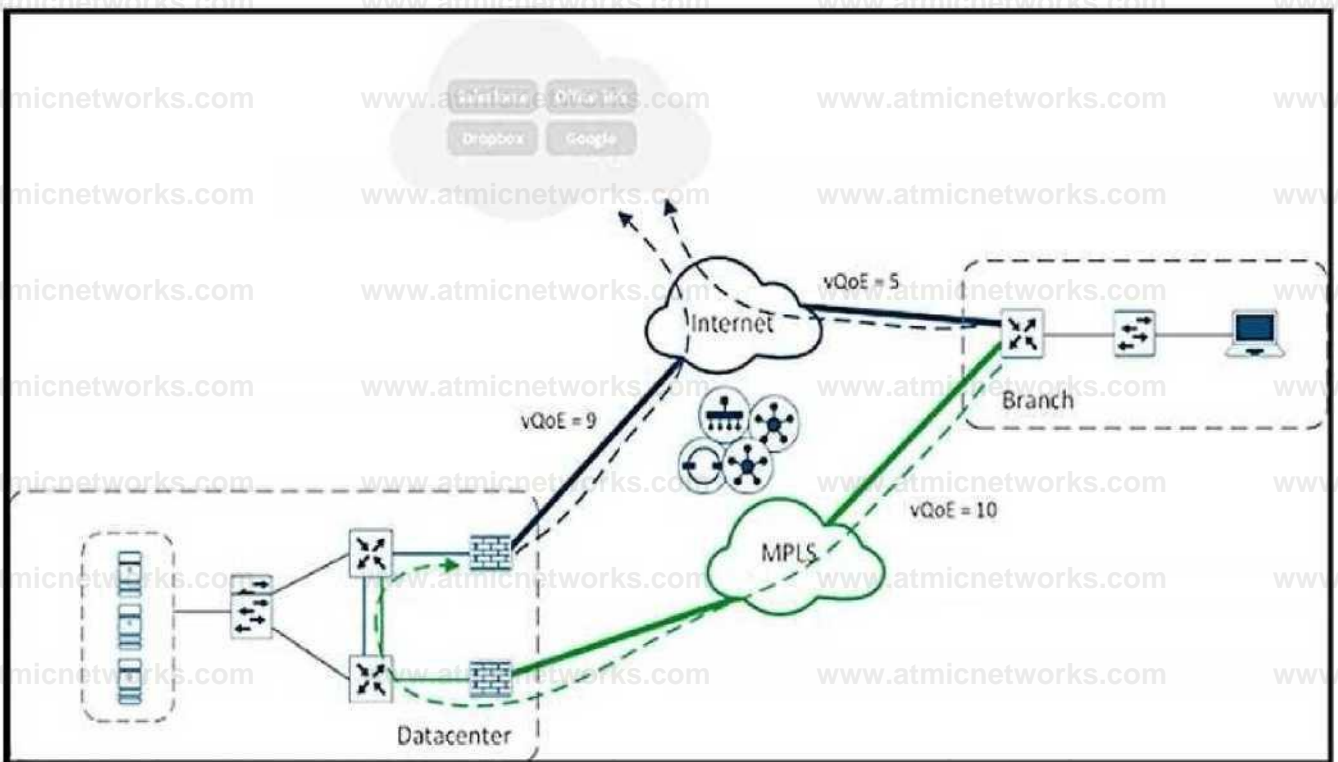 www.atmicnetworks.com
Dropbox Google
Internet
vQoE = 5
Branch
vQoE = 9
vQoE = 10
MPLS
Datacenter